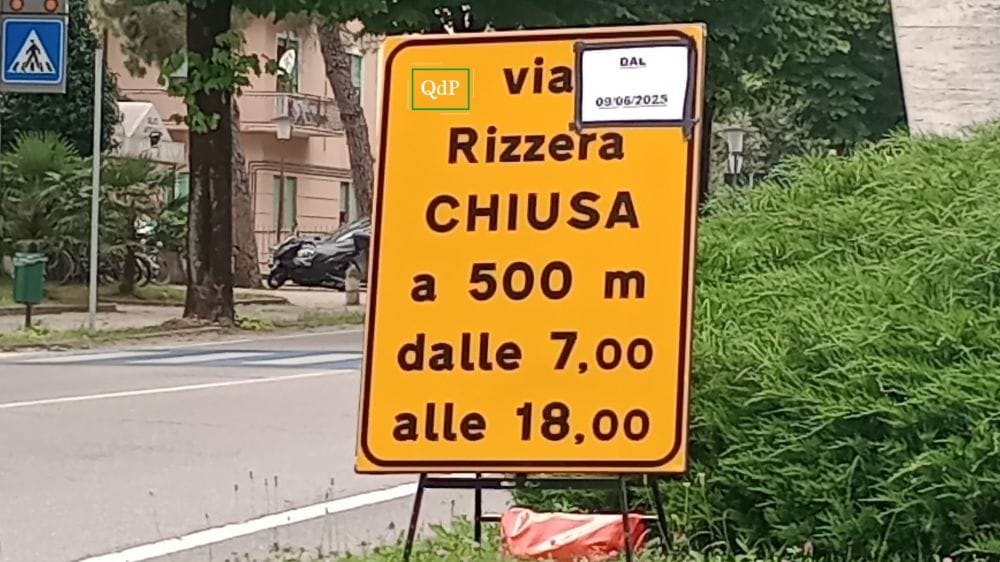 QdP
via
DAL
09/06/2025
Rizzera
CHIUSA
a 500 m
dalle 7,00
alle 18,00